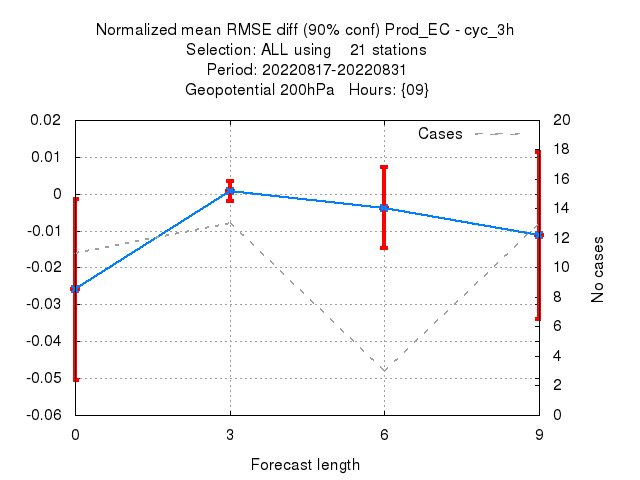 Normalized mean RMSE diff (90% conf) Prod_EC - cyc_3h
Selection: ALL using    21 stations
Period: 20220817-20220831
Geopotential 200hPa   Hours: {09}
Cases
0.02
0.01
0
-0.01
-0.02
-0.03
-0.04
-0.05
-0.06
20
18
16
14
12
10
8
6
4
2
0
No cases
0 3 6 9
Forecast length